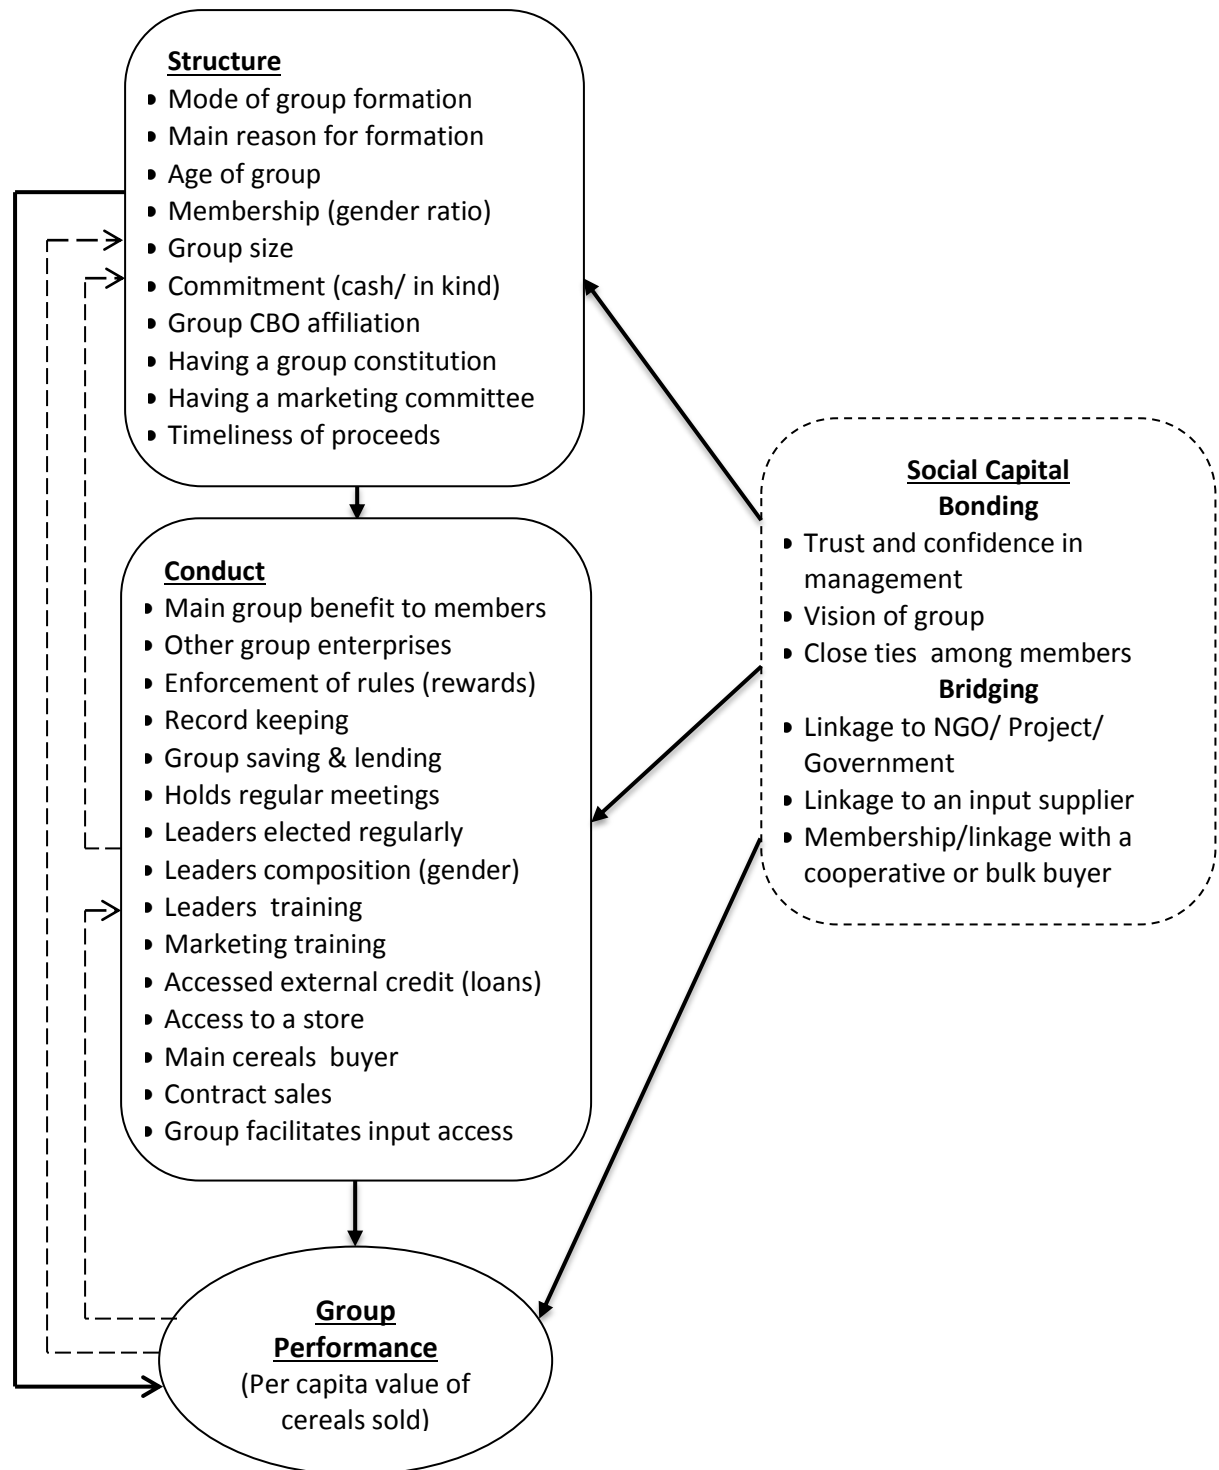 Structure
Mode of group formation
Main reason for formation
Age of group
Membership (gender ratio)
Group size
Commitment (cash/ in kind)
Group CBO affiliation
Having a group constitution
Having a marketing committee
Timeliness of proceeds
Conduct
Main group benefit to members
Other group enterprises
Enforcement of rules (rewards)
Record keeping
Group saving & lending
Holds regular meetings
Leaders elected regularly
Leaders composition (gender)
Leaders training
Marketing training
Accessed external credit (loans)
Access to a store
Main cereals buyer
Contract sales
Group facilitates input access
Group
Performance
(Per capita value of
cereals sold)
Social Capital
Bonding
Trust and confidence in
management
Vision of group
Close ties among members
Bridging
Linkage to NGO/ Project/
Government
Linkage to an input supplier
Membership/linkage with a
cooperative or bulk buyer